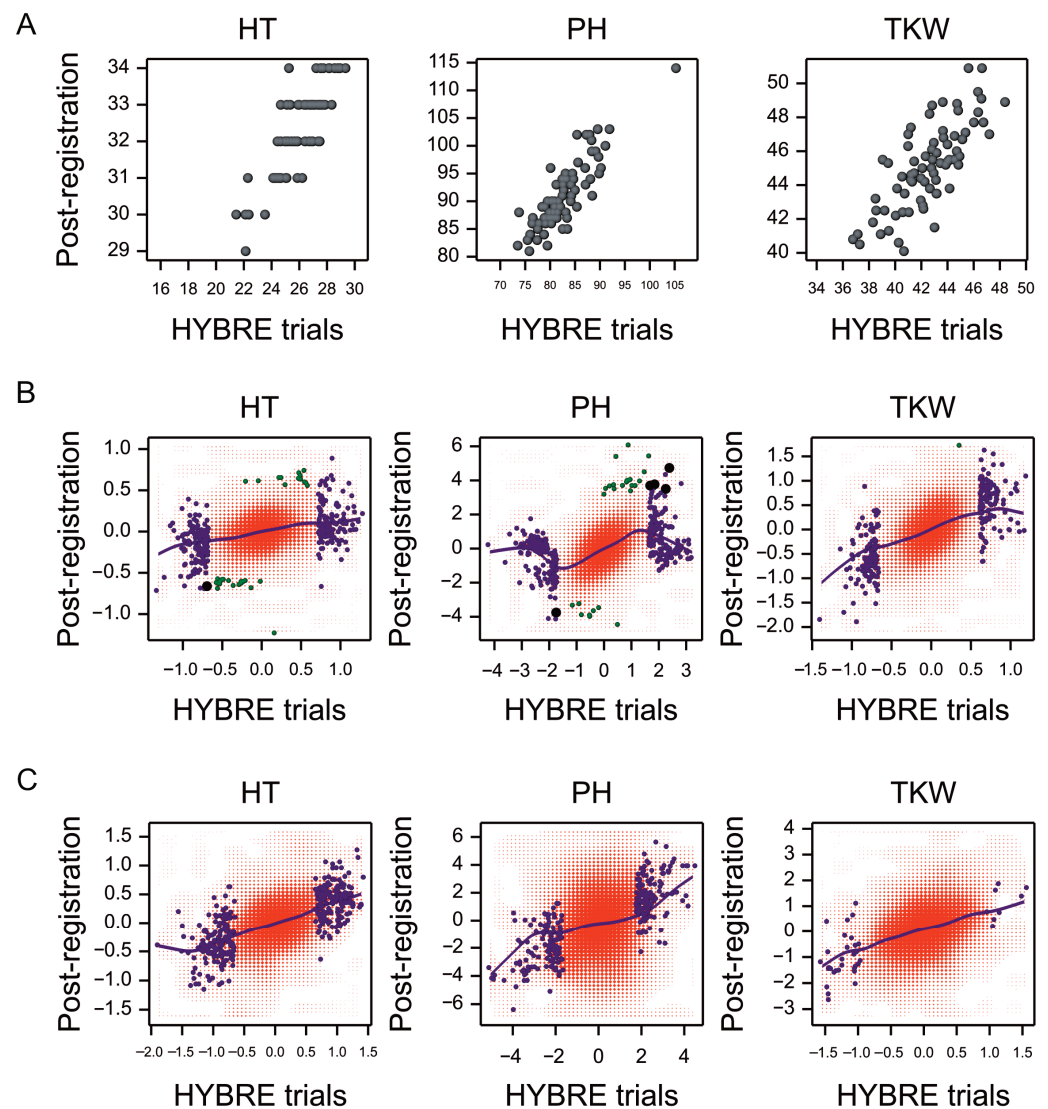 A
HT
PH
TKW
Post-registration
34
33
32
31
30
29
16 18 20 22 24 26 28 30
HYBRE trials
115
110
105
100
95
90
85
80
70 75 80 85 90 95 100 105
HYBRE trials
50
48
46
44
42
40
34 36 38 40 42 44 46 48 50
HYBRE trials
B
HT
PH
TKW
Post-registration
1.0
0.5
0.0
−0.5
−1.0
−1.0 −0.5 0.0 0.5 1.0
HYBRE trials
Post-registration
6
4
2
0
−2
−4
−4 −3 −2 −1 0 1 2 3
HYBRE trials
Post-registration
1.5
1.0
0.5
0.0
−0.5
−1.0
−1.5
−2.0
−1.5 −1.0 −0.5 0.0 0.5 1.0
HYBRE trials
C
HT
PH
TKW
Post-registration
1.5
1.0
0.5
0.0
−0.5
−1.0
−1.5
−2.0 −1.5 −1.0 −0.5 0.0 0.5 1.0 1.5
HYBRE trials
Post-registration
6
4
2
0
−2
−4
−6
−4 −2 0 2 4
HYBRE trials
Post-registration
4
3
2
1
0
−1
−2
−3
−1.5 −1.0 −0.5 0.0 0.5 1.0 1.5
HYBRE trials